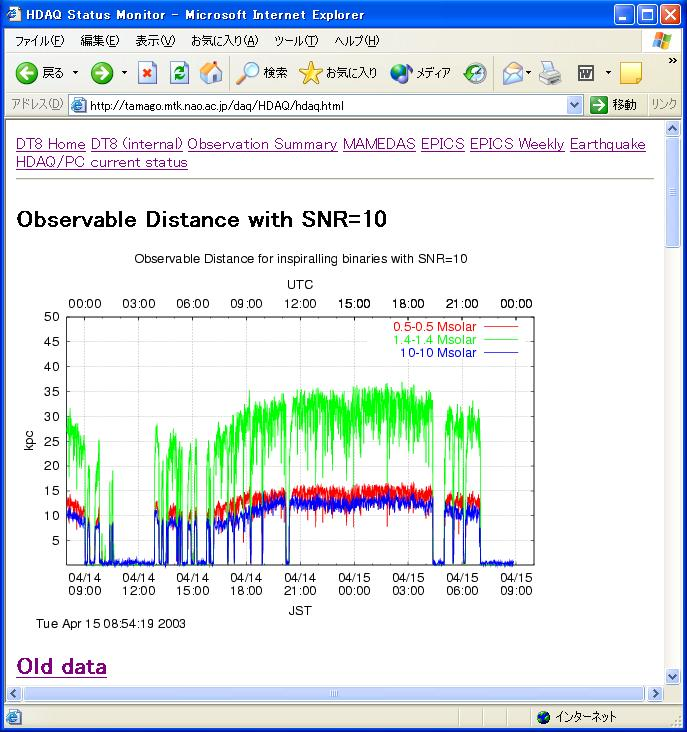 HDAQ Status Monitor - Microsoft Internet Explorer
ファイル(F) 編集(E) 表示(V) お気に入り(A) ツール(T) ヘルプ(H)
戻る 検索 お気に入り メディア »
アドレス(D) http://tamago.mtk.nao.ac.jp/daq/HDAQ/hdaq.html 移動 リンク
DT8 Home DT8 (internal) Observation Summary MAMEDAS EPICS EPICS Weekly Earthquake
HDAQ/PC current status
Observable Distance with SNR=10
Observable Distance for inspiralling binaries with SNR=10
UTC
00:00 03:00 06:00 09:00 12:00 15:00 18:00 21:00 00:00
50
45
40
35
30
25
20
15
10
5
kpc
0.5-0.5 Msolar
1.4-1.4 Msolar
10-10 Msolar
04/14 04/14 04/14 04/14 04/14 04/15 04/15 04/15 04/15
09:00 12:00 15:00 18:00 21:00 00:00 03:00 06:00 09:00
JST
Tue Apr 15 08:54:19 2003
Old data
インターネット